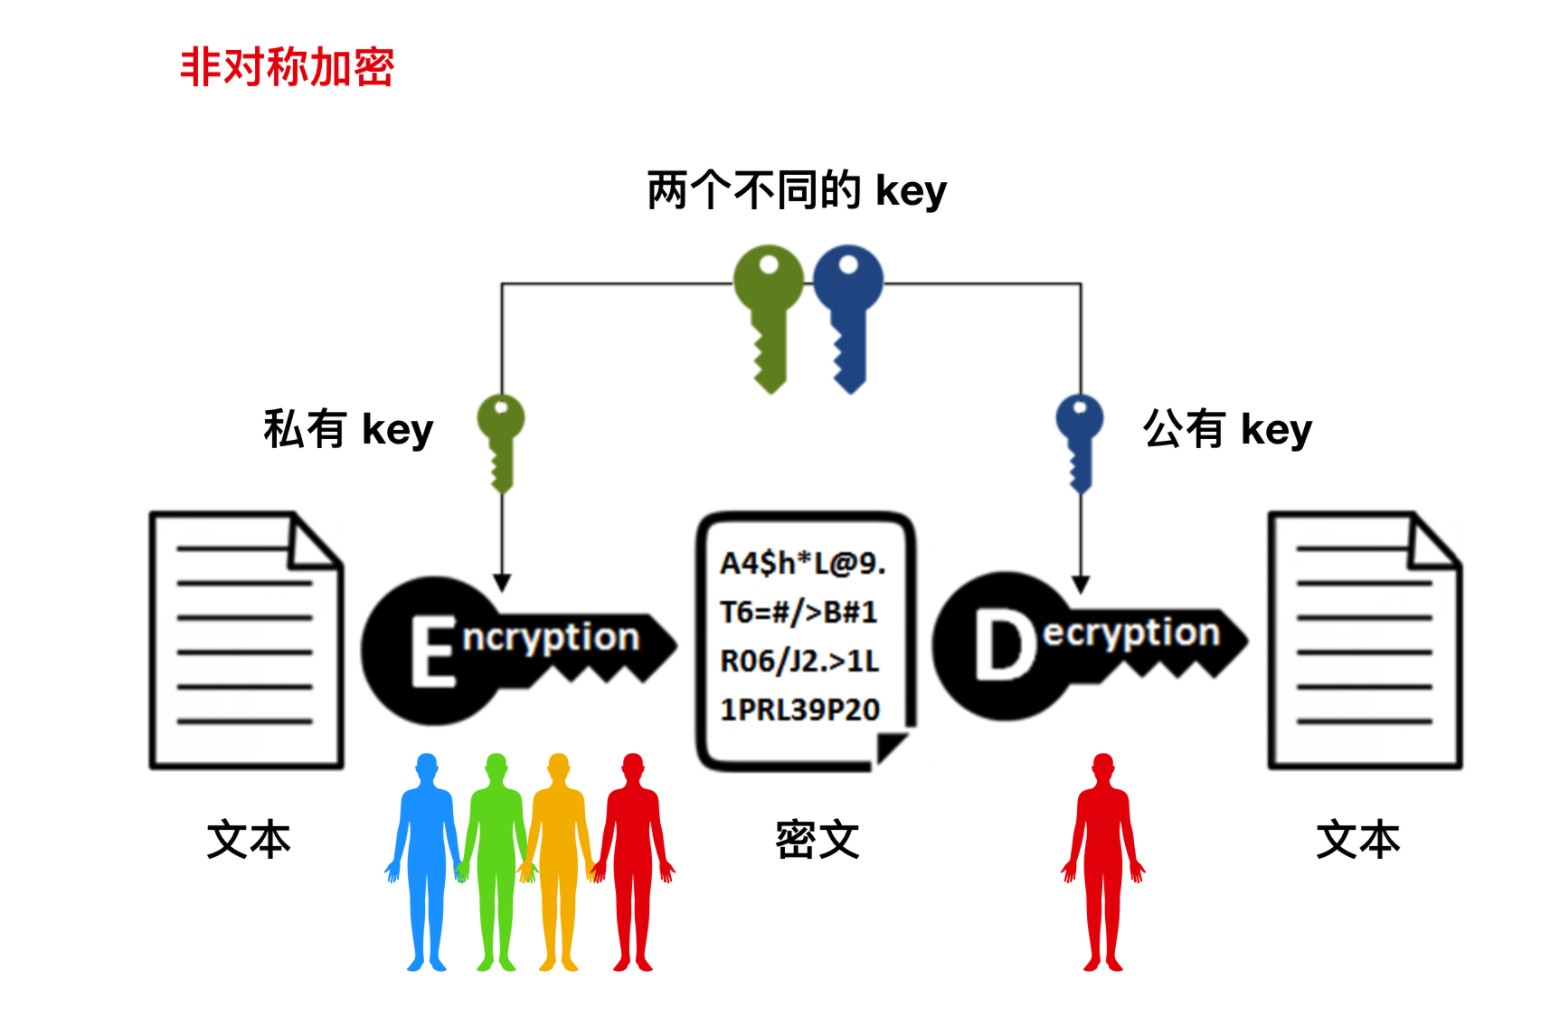 非对称加密
两个不同的 key
私有 key
公有 key
Encryption
A4$h*L@9.
T6=#/>B#1
R06/J2.>1L
1PRL39P20
Decryption
文本
密文
文本